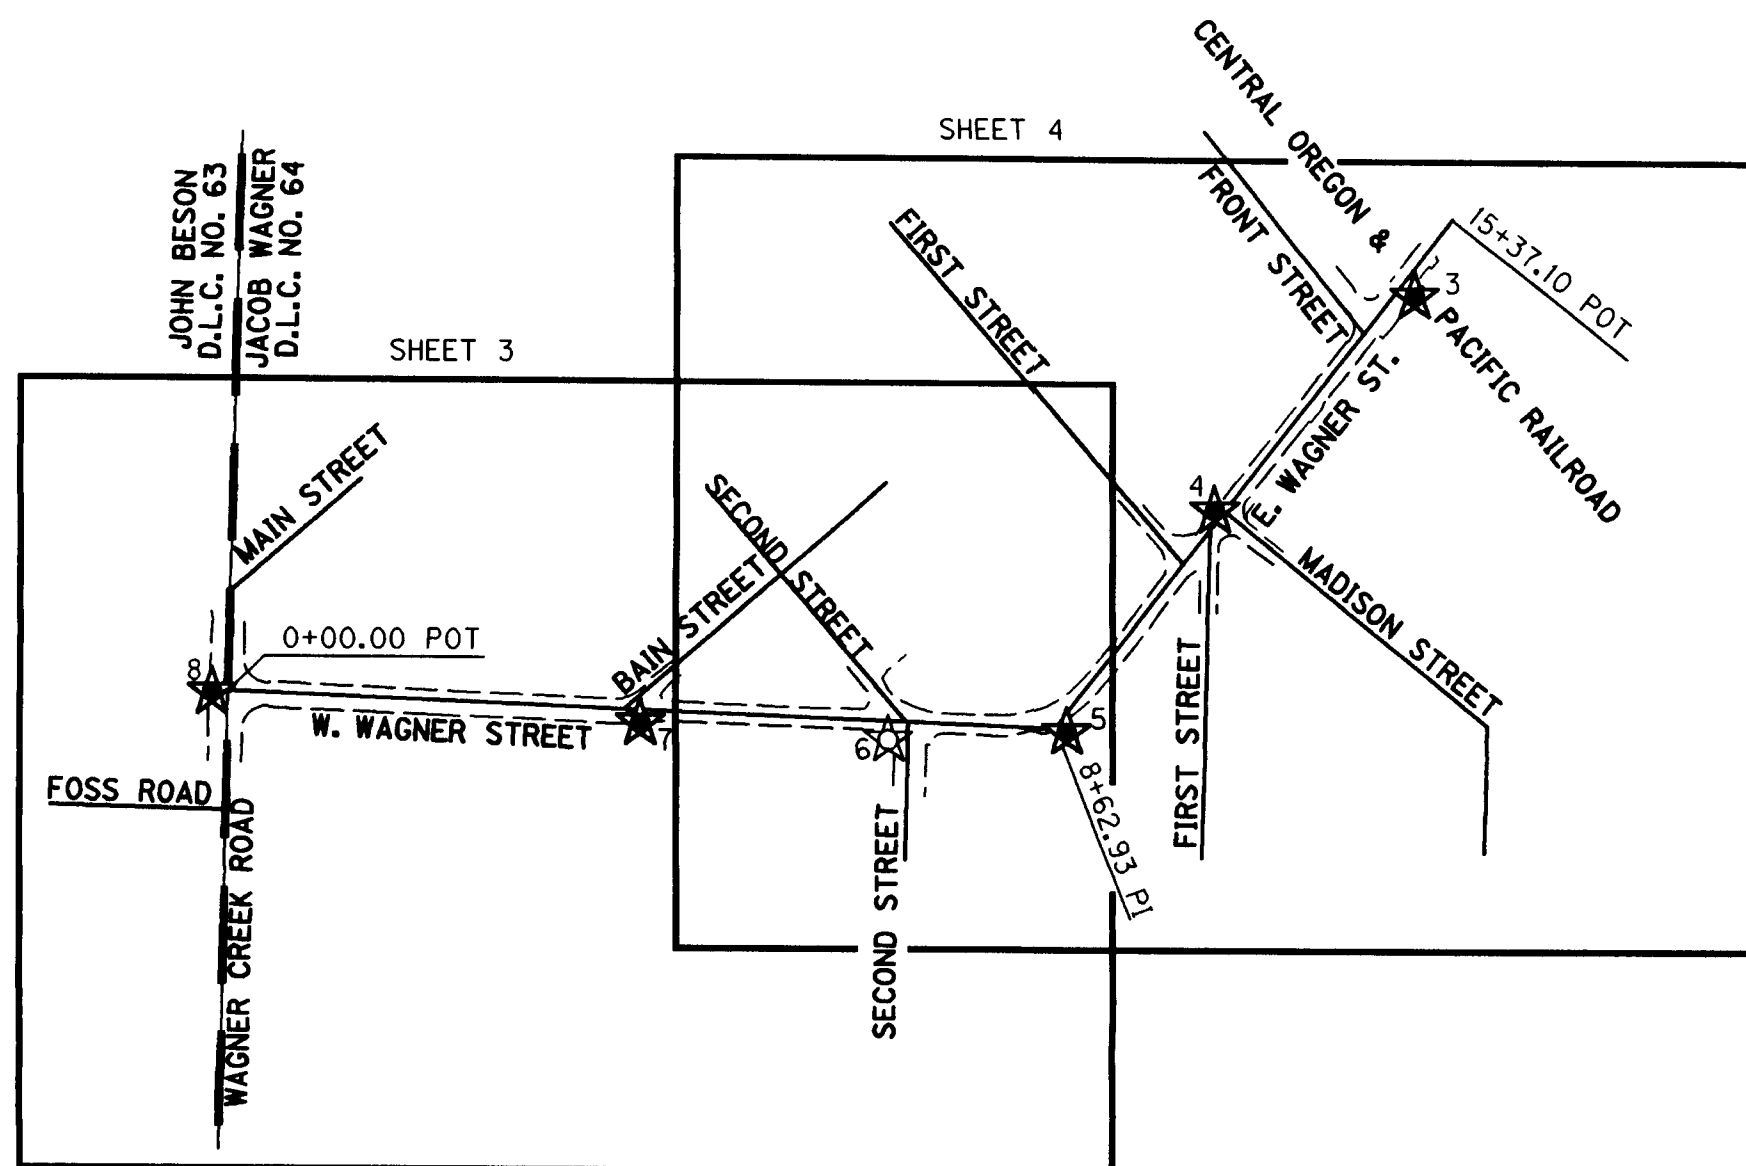 SHEET 4
CENTRAL OREGON &
PACIFIC RAILROAD
JOHN BESON
D.L.C. NO. 63
JACOB WAGNER
D.L.C. NO. 64
SHEET 3
FIRST STREET
FRONT STREET
15+37.10 POT
3
E. WAGNER ST.
4
MAIN STREET
SECOND STREET
BAIN STREET
MADISON STREET
0+00.00 POT
8
W. WAGNER STREET
7
6
5
8+62.93 PI
FIRST STREET
FOSS ROAD
WAGNER CREEK ROAD
SECOND STREET